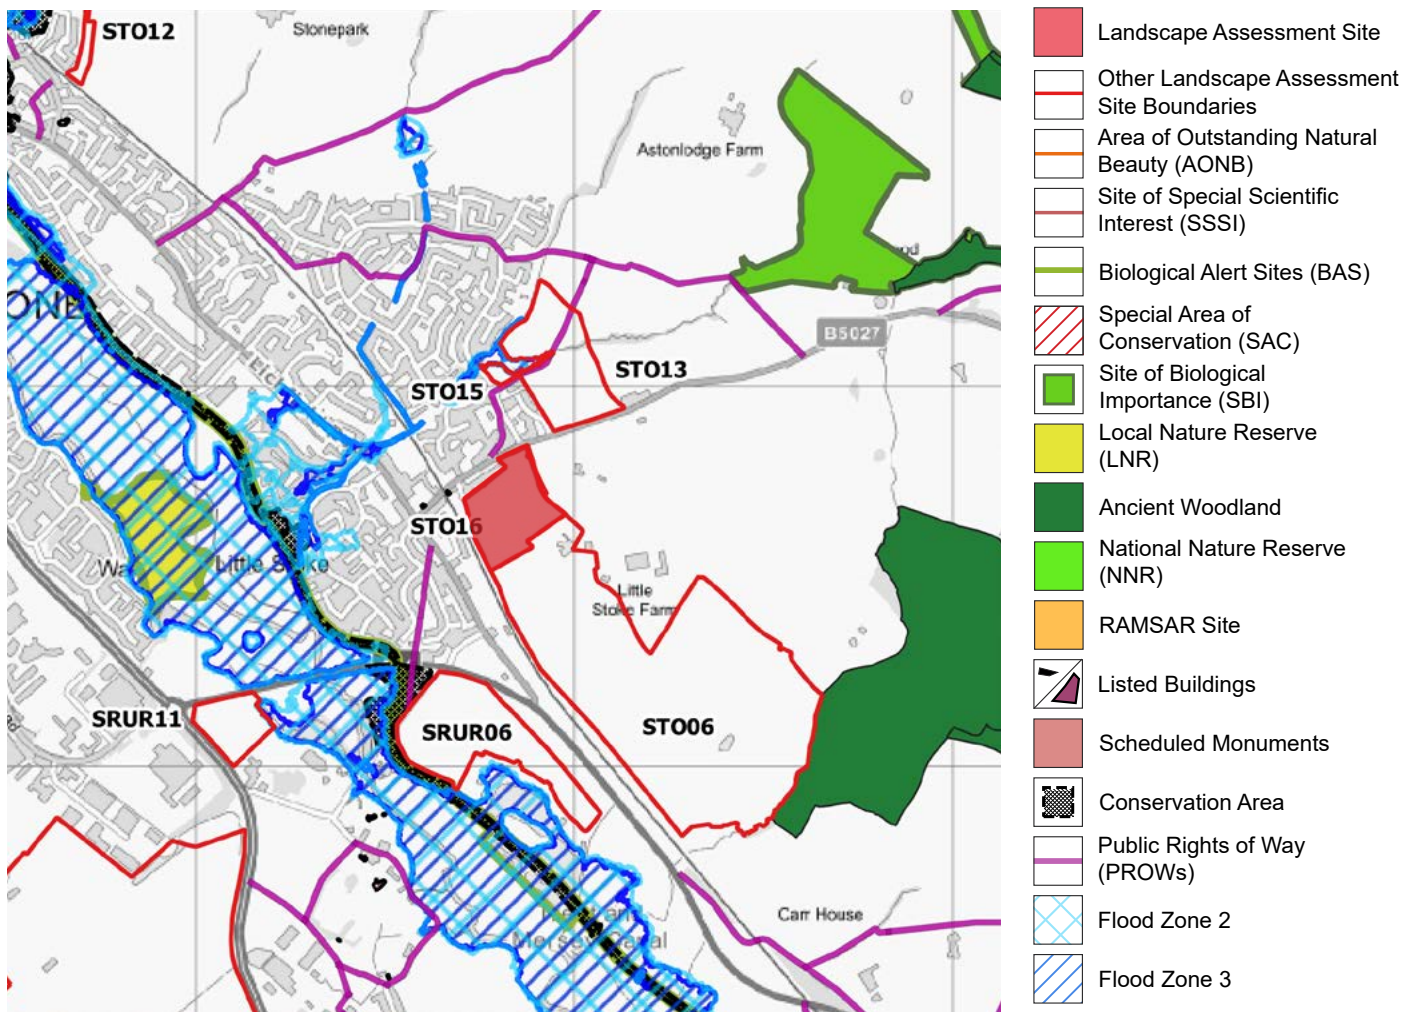 STO12
Stonepark
Astonlodge Farm
B5027
STO13
STO15
STO16
Little Stoke
Little
Stoke Farm
SRUR11
SRUR06
STO06
Carr House
Landscape Assessment Site
Other Landscape Assessment
Site Boundaries
Area of Outstanding Natural
Beauty (AONB)
Site of Special Scientific
Interest (SSSI)
Biological Alert Sites (BAS)
Special Area of
Conservation (SAC)
Site of Biological
Importance (SBI)
Local Nature Reserve
(LNR)
Ancient Woodland
National Nature Reserve
(NNR)
RAMSAR Site
Listed Buildings
Scheduled Monuments
Conservation Area
Public Rights of Way
(PROWs)
Flood Zone 2
Flood Zone 3